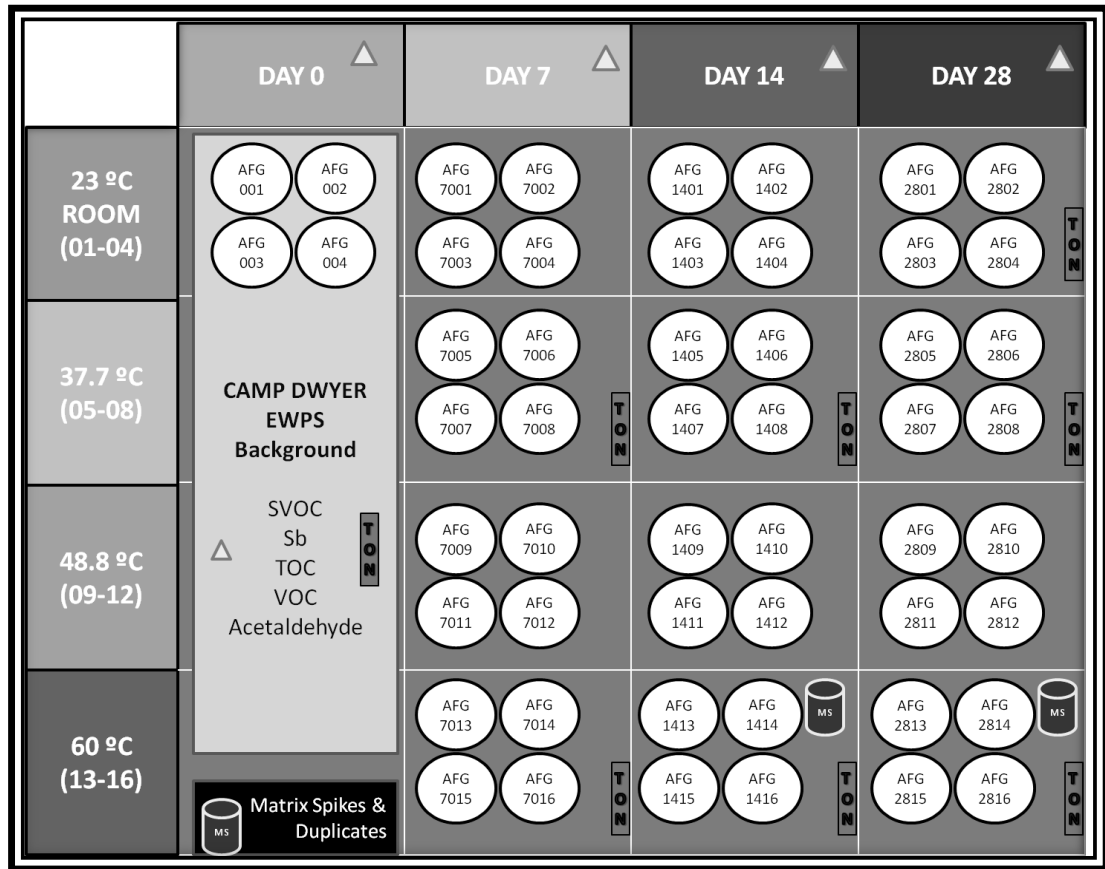 DAY 0
DAY 7
DAY 14
DAY 28
23 ºC
ROOM
(01-04)
AFG
001
AFG
002
AFG
003
AFG
004
AFG
7001
AFG
7002
AFG
7003
AFG
7004
AFG
1401
AFG
1402
AFG
1403
AFG
1404
AFG
2801
AFG
2802
AFG
2803
AFG
2804
TON
37.7 ºC
(05-08)
CAMP DWYER
EWPS
Background
SVOC
Sb
TOC
VOC
Acetaldehyde
TON
AFG
7005
AFG
7006
AFG
7007
AFG
7008
TON
AFG
1405
AFG
1406
AFG
1407
AFG
1408
TON
AFG
2805
AFG
2806
AFG
2807
AFG
2808
TON
48.8 ºC
(09-12)
AFG
7009
AFG
7010
AFG
7011
AFG
7012
AFG
1409
AFG
1410
AFG
1411
AFG
1412
AFG
2809
AFG
2810
AFG
2811
AFG
2812
60 ºC
(13-16)
MS
Matrix Spikes &
Duplicates
AFG
7013
AFG
7014
AFG
7015
AFG
7016
TON
AFG
1413
AFG
1414
MS
AFG
1415
AFG
1416
TON
AFG
2813
AFG
2814
MS
AFG
2815
AFG
2816
TON